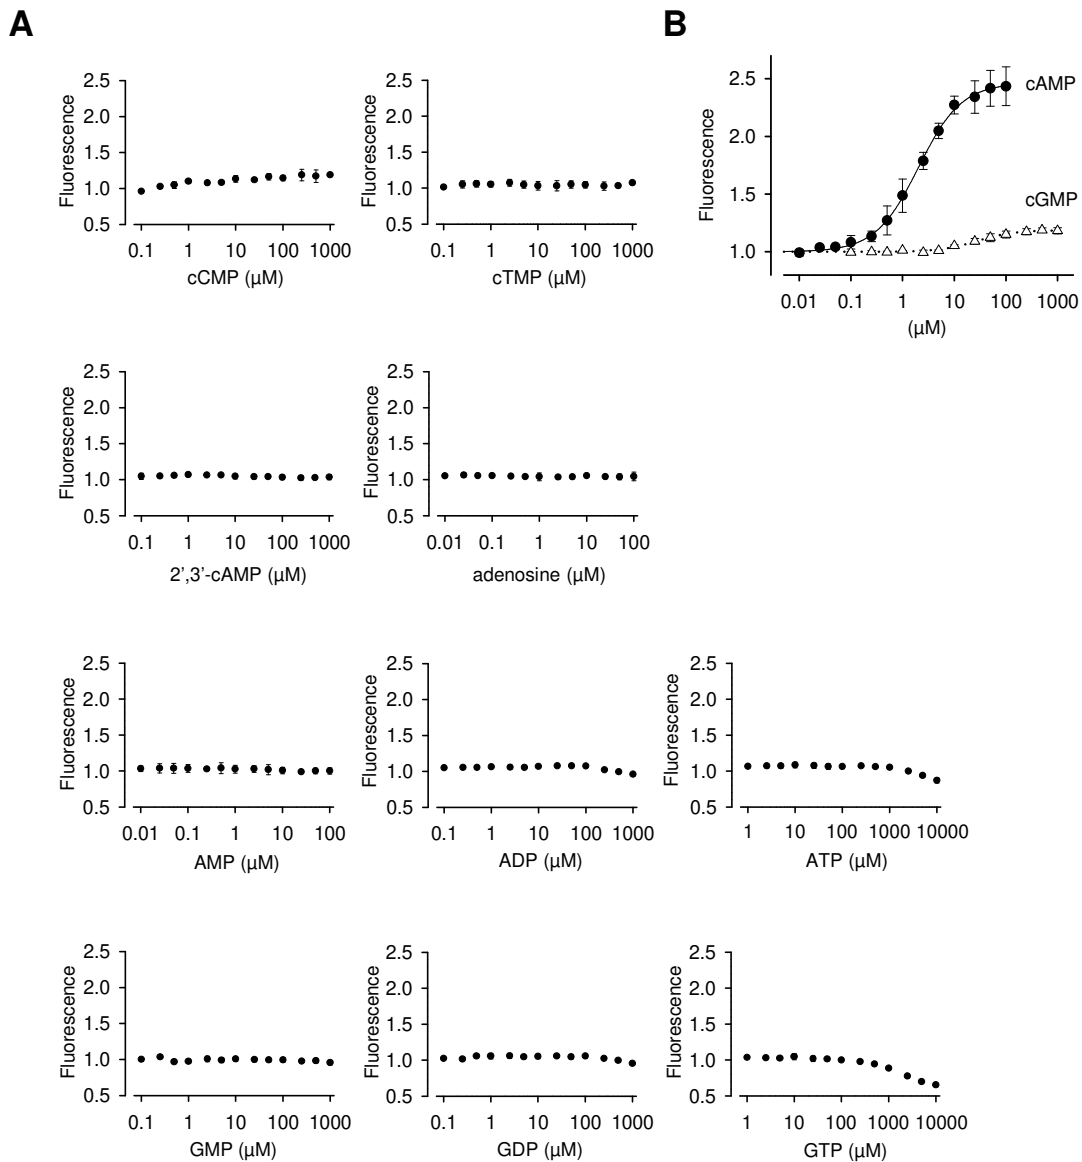 A
B
2.5
2.0
1.5
1.0
0.5
Fluorescence
0.1 1 10 100 1000
cCMP (µM)
2.5
2.0
1.5
1.0
0.5
Fluorescence
0.1 1 10 100 1000
cTMP (µM)
2.5
2.0
1.5
1.0
Fluorescence
cAMP
cGMP
0.01 0.1 1 10 100 1000
(µM)
2.5
2.0
1.5
1.0
0.5
Fluorescence
0.1 1 10 100 1000
2’,3’-cAMP (µM)
2.5
2.0
1.5
1.0
0.5
Fluorescence
0.01 0.1 1 10 100
adenosine (µM)
2.5
2.0
1.5
1.0
0.5
Fluorescence
0.01 0.1 1 10 100
AMP (µM)
2.5
2.0
1.5
1.0
0.5
Fluorescence
0.1 1 10 100 1000
ADP (µM)
2.5
2.0
1.5
1.0
0.5
Fluorescence
1 10 100 1000 10000
ATP (µM)
2.5
2.0
1.5
1.0
0.5
Fluorescence
0.1 1 10 100 1000
GMP (µM)
2.5
2.0
1.5
1.0
0.5
Fluorescence
0.1 1 10 100 1000
GDP (µM)
2.5
2.0
1.5
1.0
0.5
Fluorescence
1 10 100 1000 10000
GTP (µM)